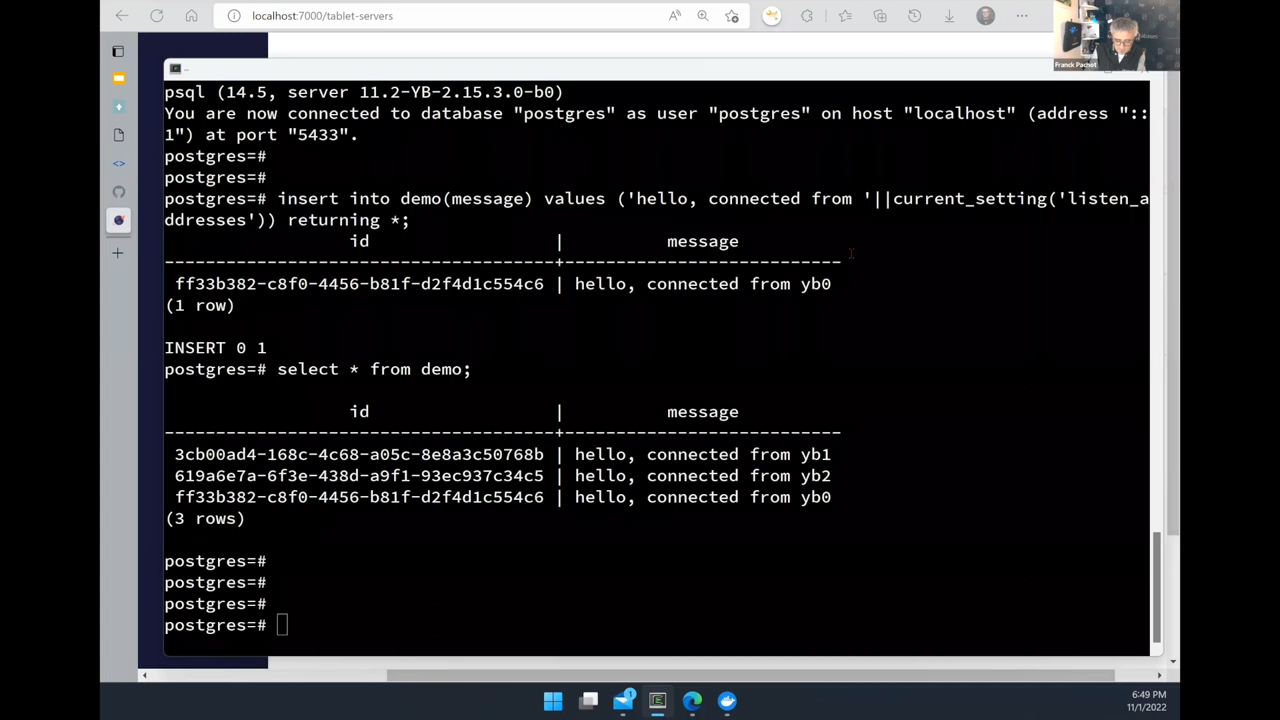 localhost:7000/tablet-servers
Franck Pachot
psql (14.5, server 11.2-YB-2.15.3.0-b0)
You are now connected to database "postgres" as user "postgres" on host "localhost" (address "::
1") at port "5433".
postgres=#
postgres=#
postgres=# insert into demo(message) values ('hello, connected from '||current_setting('listen_a
ddresses')) returning *;
id | message
--------------------------------------+----------------------------
ff33b382-c8f0-4456-b81f-d2f4d1c554c6 | hello, connected from yb0
(1 row)
INSERT 0 1
postgres=# select * from demo;
id | message
--------------------------------------+----------------------------
3cb00ad4-168c-4c68-a05c-8e8a3c50768b | hello, connected from yb1
619a6e7a-6f3e-438d-a9f1-93ec937c34c5 | hello, connected from yb2
ff33b382-c8f0-4456-b81f-d2f4d1c554c6 | hello, connected from yb0
(3 rows)
postgres=#
postgres=#
postgres=#
postgres=#
6:49 PM
11/1/2022